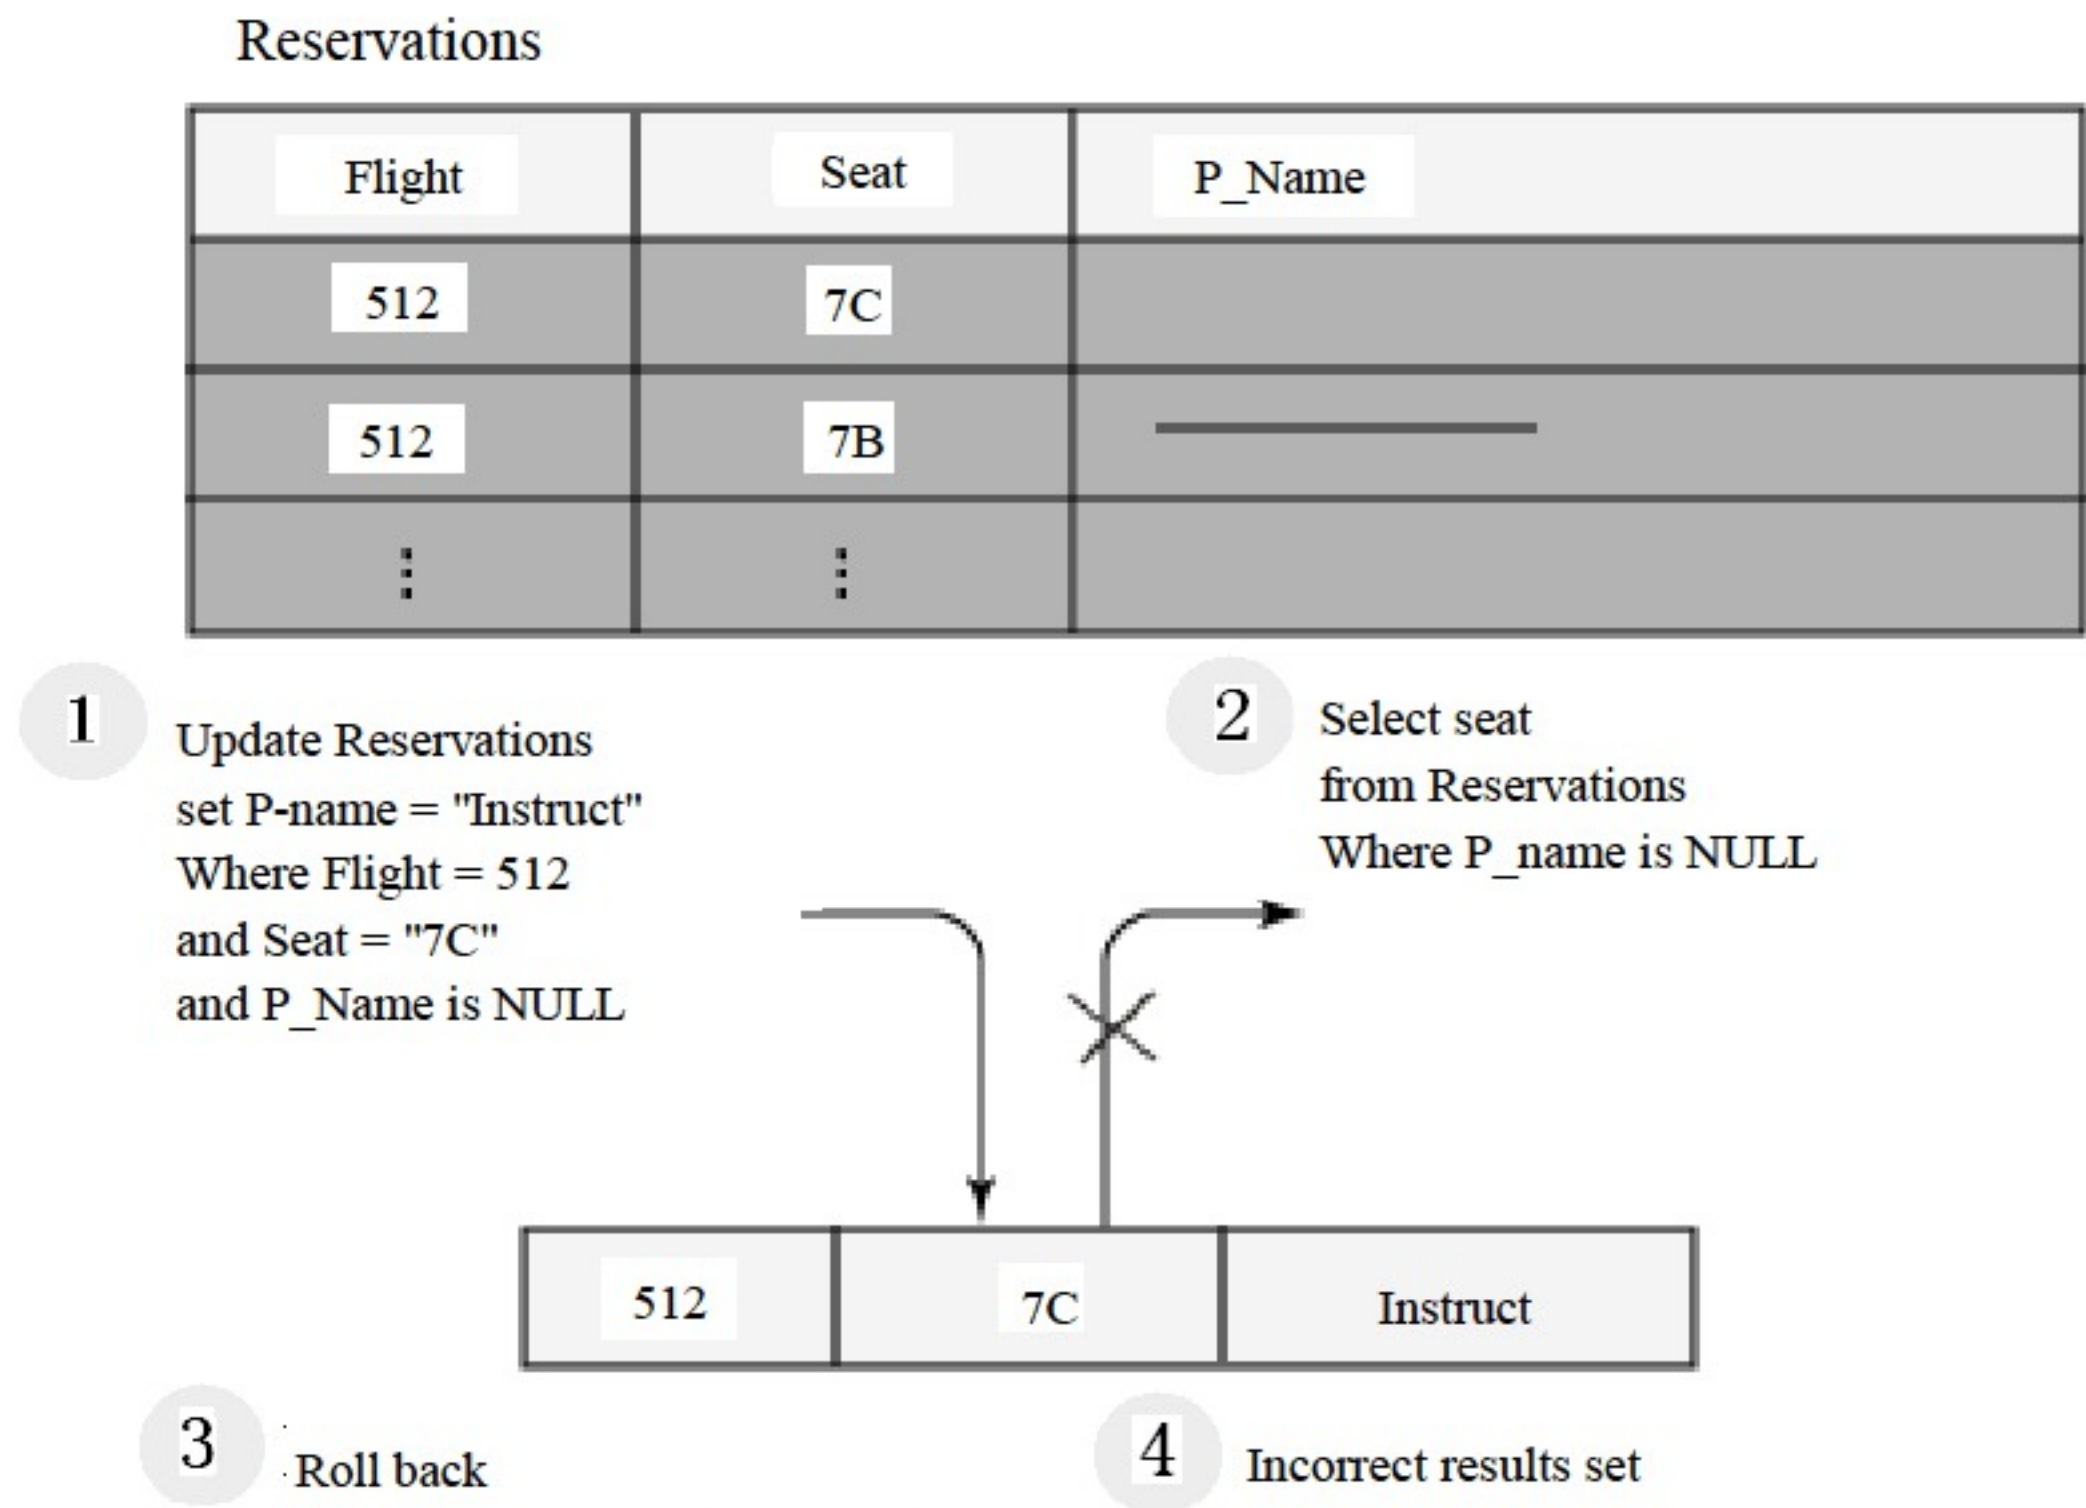 Reservations
Flight Seat P_Name
512 7C
512 7B
1
Update Reservations
set P-name = "Instruct"
Where Flight = 512
and Seat = "7C"
and P_Name is NULL
2
Select seat
from Reservations
Where P_name is NULL
512 7C Instruct
3 Roll back
4 Incorrect results set